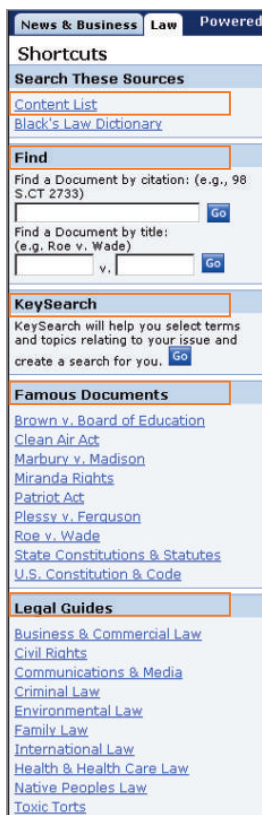 News & Business Law Powered
Shortcuts
Search These Sources
Content List
Black's Law Dictionary
Find
Find a Document by citation: (e.g., 98
S.CT 2733)
Go
Find a Document by title:
(e.g. Roe v. Wade)
v. Go
KeySearch
KeySearch will help you select terms
and topics relating to your issue and
create a search for you. Go
Famous Documents
Brown v. Board of Education
Clean Air Act
Marbury v. Madison
Miranda Rights
Patriot Act
Plessy v. Ferguson
Roe v. Wade
State Constitutions & Statutes
U.S. Constitution & Code
Legal Guides
Business & Commercial Law
Civil Rights
Communications & Media
Criminal Law
Environmental Law
Family Law
International Law
Health & Health Care Law
Native Peoples Law
Toxic Torts